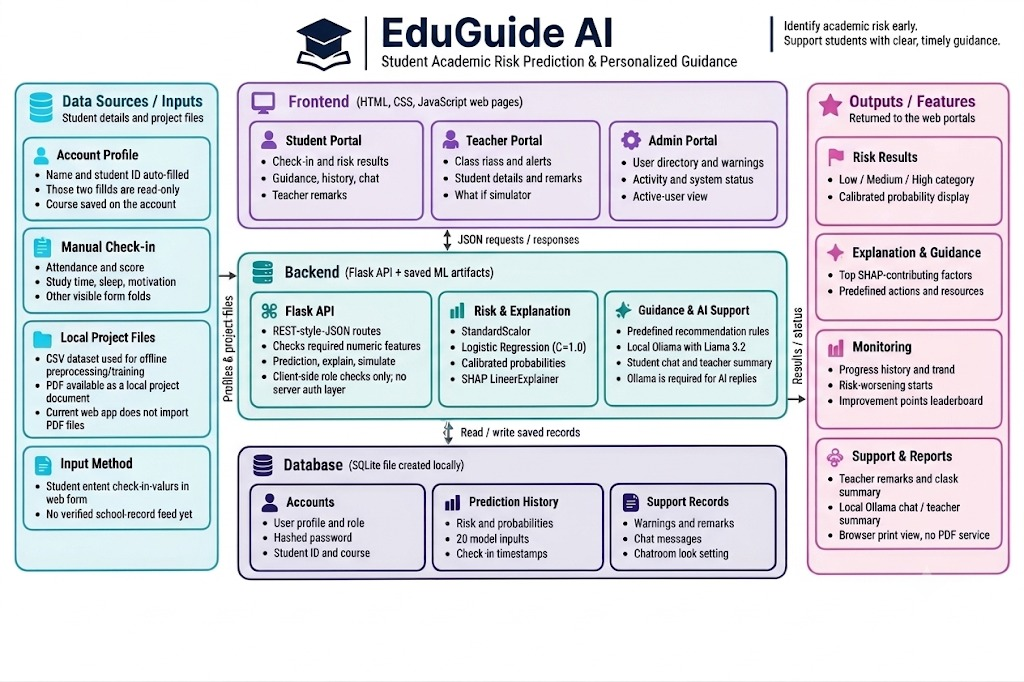 EduGuide AI
Student Academic Risk Prediction & Personalized Guidance
Identify academic risk early.
Support students with clear, timely guidance.
Data Sources / Inputs
Student details and project files
Account Profile
• Name and student ID auto-filled
• Those two fillds are read-only
• Course saved on the account
Manual Check-in
• Attendance and score
• Study time, sleep, motivation
• Other visible form folds
Local Project Files
• CSV dataset used for offline
preprocessing/training
• PDF available as a local project
document
• Current web app does not import
PDF files
Input Method
• Student entent check-in-valurs in
web form
• No verified school-record feed yet
Profiles & project-files
Frontend (HTML, CSS, JavaScript web pages)
Student Portal
• Check-in and risk results
• Guidance, history, chat
• Teacher remarks
Teacher Portal
• Class riass and alerts
• Student details and remarks
• What if simulator
Admin Portal
• User directory and warnings
• Activity and system status
• Active-user view
JSON requests / responses
Backend (Flask API + saved ML artifacts)
Flask API
• REST-style-JSON routes
• Checks required numeric features
• Prediction, explain, simulate
• Client-side role checks only; no
server auth layer
Risk & Explanation
• StandardScalor
• Logistic Regression (C=1.0)
• Calibrated probabilities
• SHAP LineerExplainer
Guidance & AI Support
• Predefined recommendation rules
• Local Oliama with Liama 3.2
• Student chat and teacher summary
• Ollama is required for AI replies
Read / write saved records
Database (SQLite file created locally)
Accounts
• User profile and role
• Hashed password
• Student ID and course
Prediction History
• Risk and probabilities
• 20 model inpuits
• Check-in timestamps
Support Records
• Warnings and remarks
• Chat messages
• Chatroom look setting
Results / status
Outputs / Features
Returned to the web portals
Risk Results
• Low / Medium / High category
• Calibrated probability display
Explanation & Guidance
• Top SHAP-contributing factors
• Predefined actions and resources
Monitoring
• Progress history and trand
• Risk-worsening starts
• Improvement points leaderboard
Support & Reports
• Teacher remarks and clask
summary
• Local Ollama chat / teacher
summary
• Browser print view, no PDF service